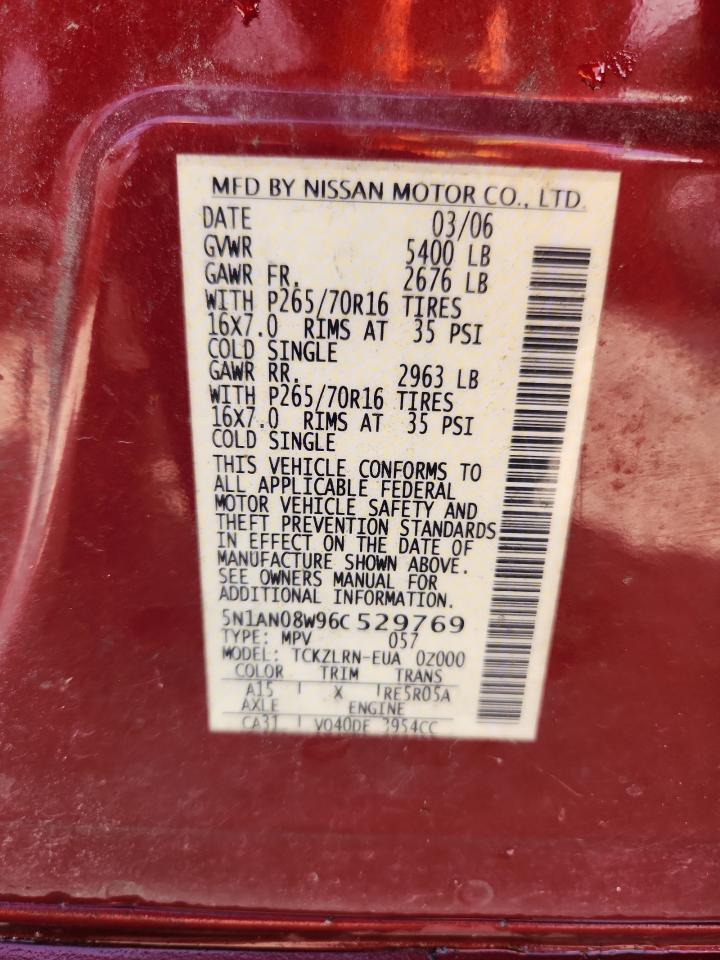 MFD BY NISSAN MOTOR CO., LTD.
DATE 03/06
GVWR 5400 LB
GAWR FR. 2676 LB
WITH P265/70R16 TIRES
16X7.0 RIMS AT 35 PSI
COLD SINGLE
GAWR RR. 2963 LB
WITH P265/70R16 TIRES
16X7.0 RIMS AT 35 PSI
COLD SINGLE
THIS VEHICLE CONFORMS TO
ALL APPLICABLE FEDERAL
MOTOR VEHICLE SAFETY AND
THEFT PREVENTION STANDARDS
IN EFFECT ON THE DATE OF
MANUFACTURE SHOWN ABOVE.
SEE OWNERS MANUAL FOR
ADDITIONAL INFORMATION.
5N1AN08W96C529769
TYPE: MPV 057
MODEL: TCKZLRN-EUA 0Z000
COLOR TRIM TRANS
A15 X RE5R05A
AXLE ENGINE
CA31 VQ40DE 3954CC